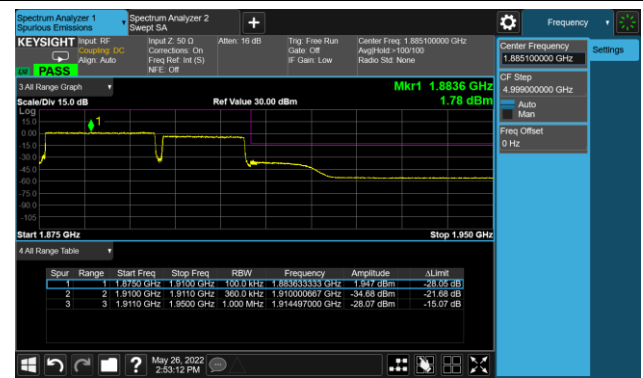 Spectrum Analyzer 1
Spurious Emissions
Spectrum Analyzer 2
Swept SA
+
Frequency
KEYSIGHT
Input: RF
Coupling: DC
Align: Auto
Input Z: 50 Ω
Corrections: On
Freq Ref: Int (S)
NFE: Off
Atten: 16 dB
Trig: Free Run
Gate: Off
IF Gain: Low
Center Freq: 1.885100000 GHz
Avg|Hold:>100/100
Radio Std: None
PASS
Center Frequency
1.885100000 GHz
Settings
CF Step
4.999000000 GHz
Auto
Man
Freq Offset
0 Hz
3 All Range Graph
Mkr1 1.8836 GHz
Scale/Div 15.0 dB
Ref Value 30.00 dBm
1.78 dBm
Log
15.0
0.00
-15.0
-30.0
-45.0
-60.0
-75.0
-90.0
-105
1
Start 1.875 GHz
Stop 1.950 GHz
4 All Range Table
Spur Range Start Freq Stop Freq RBW Frequency Amplitude ΔLimit
1 1 1.8750 GHz 1.9100 GHz 100.0 kHz 1.883633333 GHz 1.947 dBm -28.05 dB
2 2 1.9100 GHz 1.9110 GHz 360.0 kHz 1.910000667 GHz -34.68 dBm -21.68 dB
3 3 1.9110 GHz 1.9500 GHz 1.000 MHz 1.914497000 GHz -28.07 dBm -15.07 dB
?
May 26, 2022
2:53:12 PM